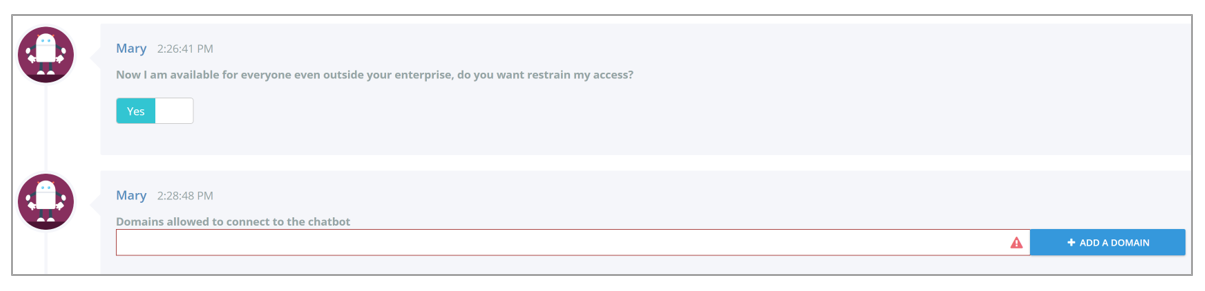 Mary 2:26:41 PM
Now I am available for everyone even outside your enterprise, do you want restrain my access?
Yes
Mary 2:28:48 PM
Domains allowed to connect to the chatbot
+ ADD A DOMAIN